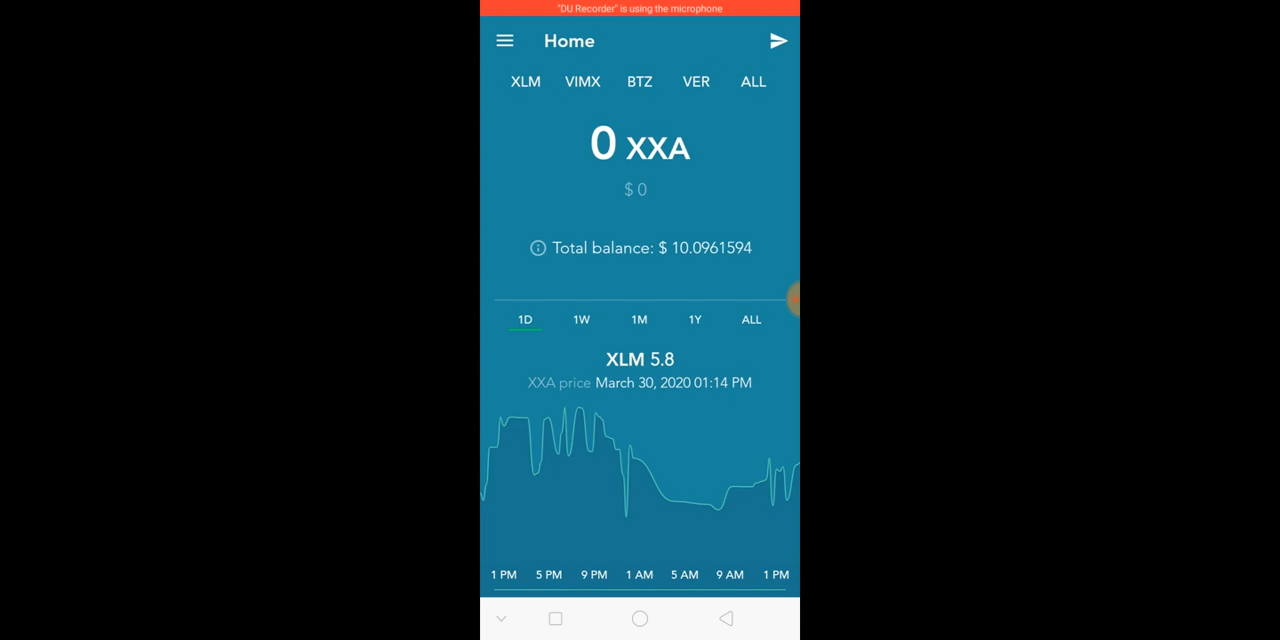 "DU Recorder" is using the microphone
Home
XLM VIMX BTZ VER ALL
0 XXA
$ 0
Total balance: $ 10.0961594
1D 1W 1M 1Y ALL
XLM 5.8
XXA price March 30, 2020 01:14 PM
1 PM 5 PM 9 PM 1 AM 5 AM 9 AM 1 PM